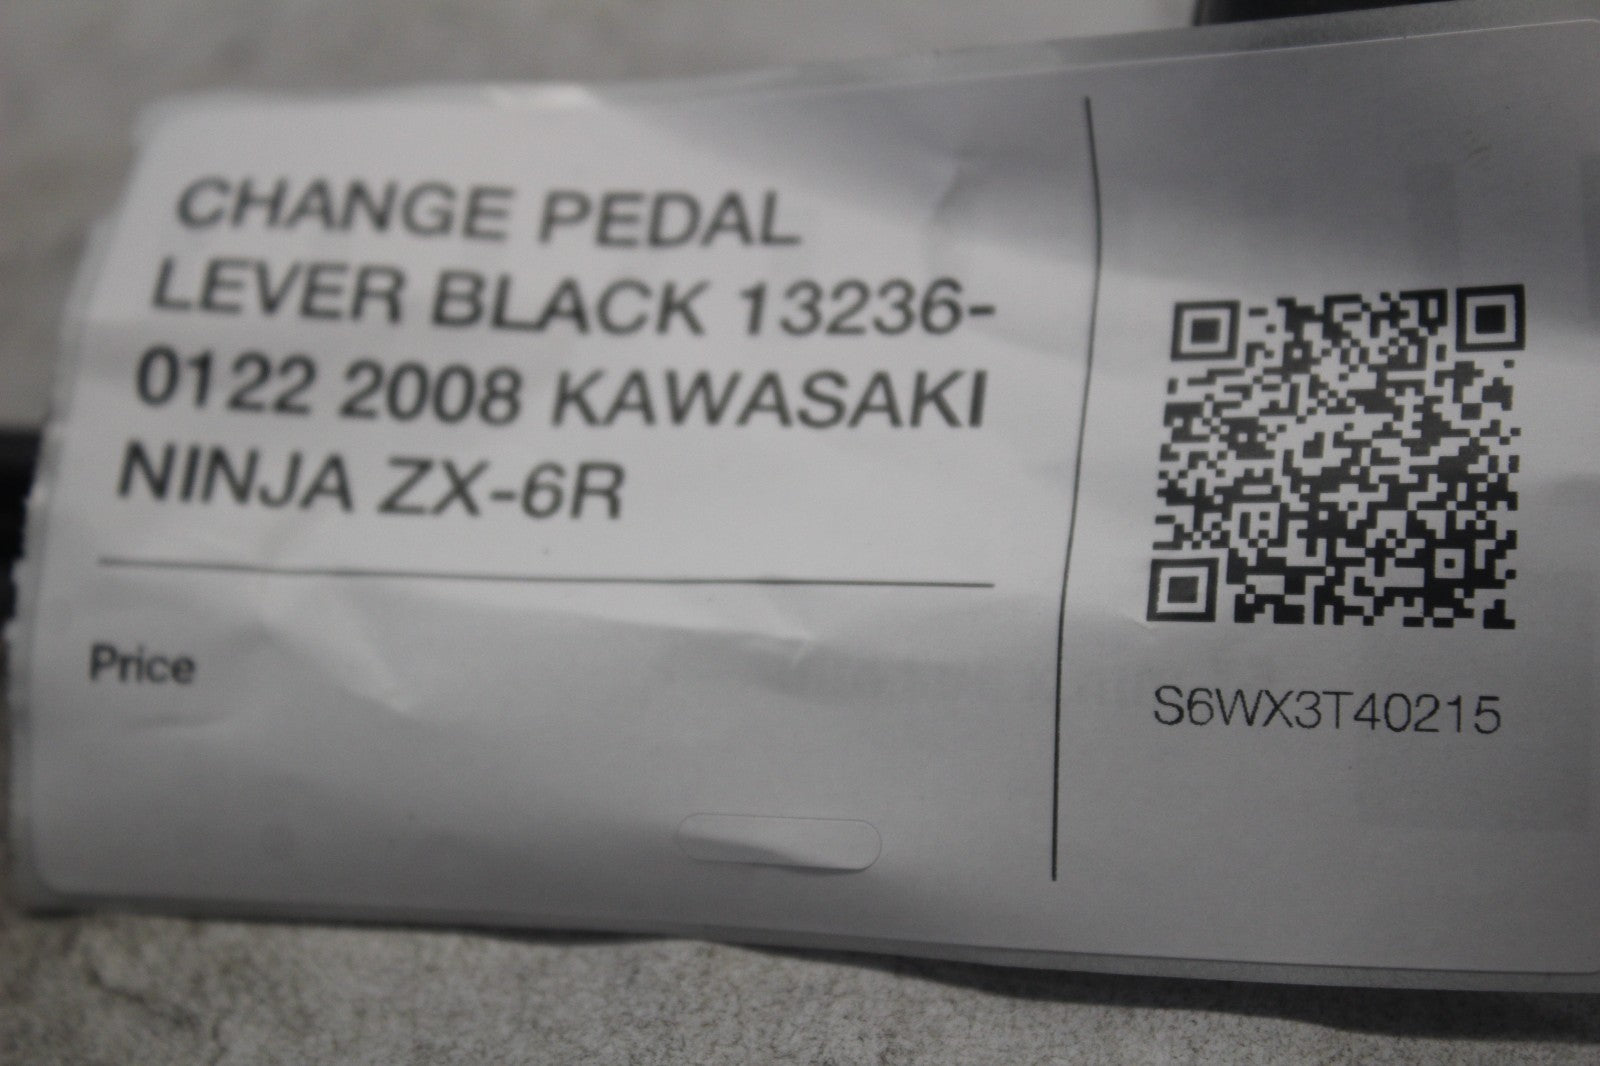 CHANGE PEDAL
LEVER BLACK 13236-
0122 2008 KAWASAKI
NINJA ZX-6R
Price
S6WX3T40215